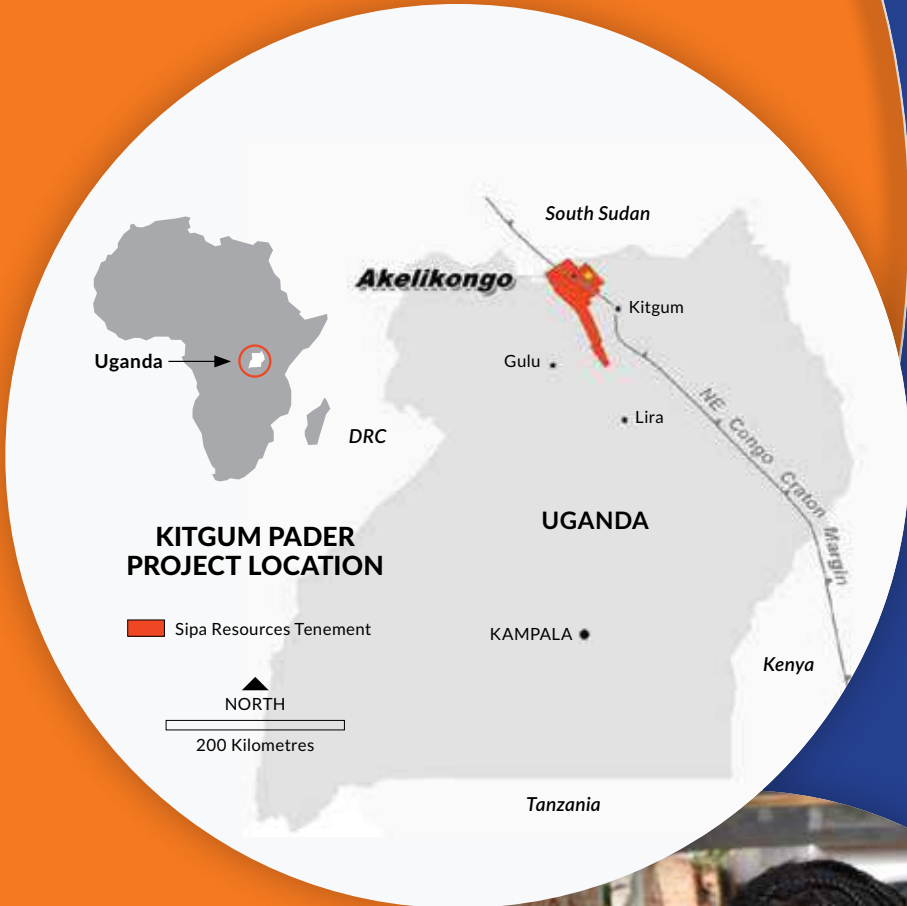 South Sudan
Akelikongo
Kitgum
Uganda
Gulu
Lira
DRC
NE Congo Craton Margin
UGANDA
KITGUM PADER
PROJECT LOCATION
Sipa Resources Tenement
KAMPALA
Kenya
NORTH
200 Kilometres
Tanzania